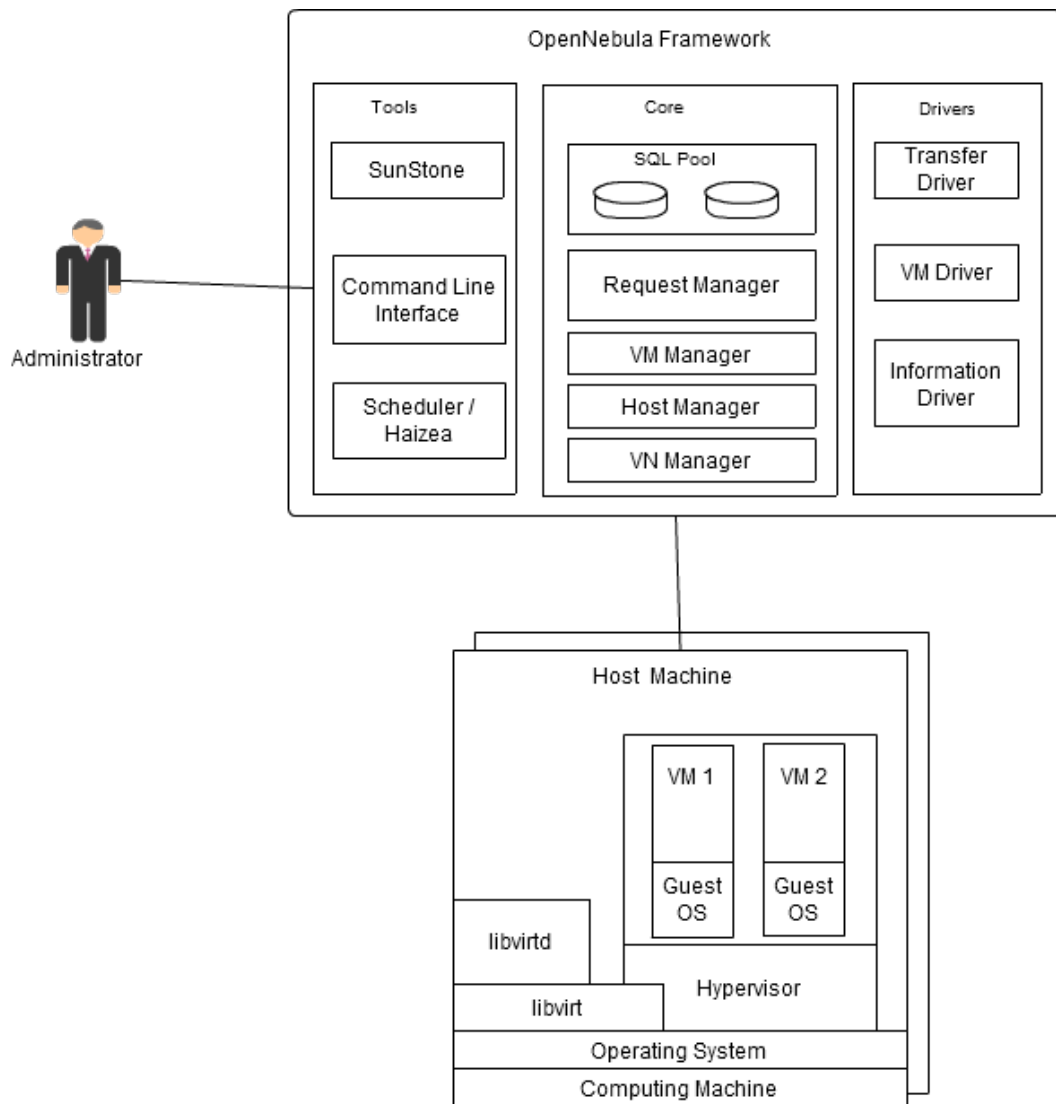 OpenNebula Framework
Tools
SunStone
Command Line
Interface
Scheduler /
Haizea
Core
SQL Pool
Request Manager
VM Manager
Host Manager
VN Manager
Drivers
Transfer
Driver
VM Driver
Information
Driver
Administrator
Host Machine
VM 1
VM 2
Guest
OS
Guest
OS
libvirtd
libvirt
Hypervisor
Operating System
Computing Machine